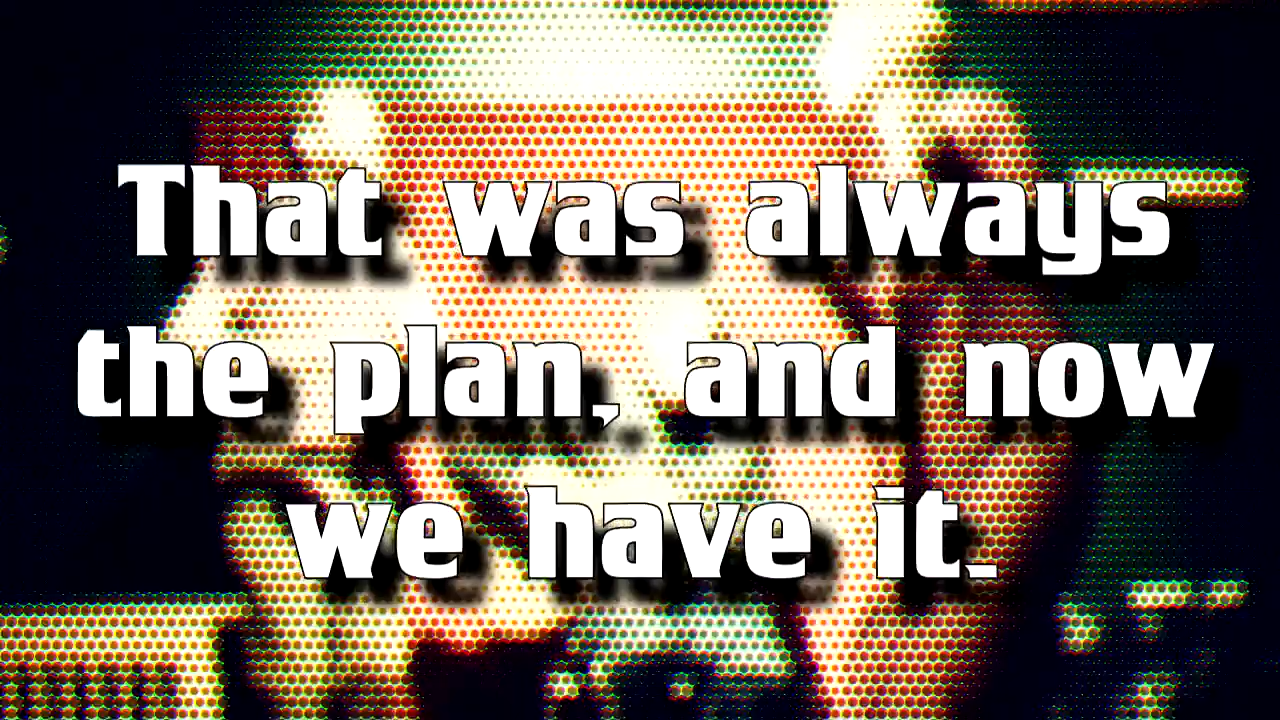 That was always
the plan, and now
we have it.